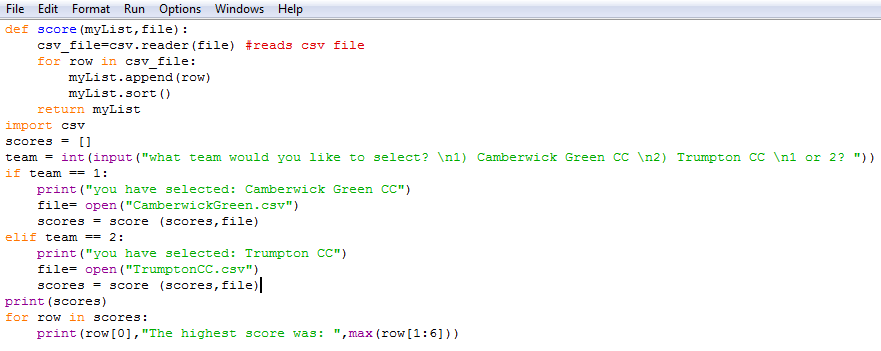 File Edit Format Run Options Windows Help
def score(myList,file):
    csv_file=csv.reader(file) #reads csv file
    for row in csv_file:
        myList.append(row)
        myList.sort()
    return myList
import csv
scores = []
team = int(input("what team would you like to select? \n1) Camberwick Green CC \n2) Trumpton CC \n1 or 2? "))
if team == 1:
    print("you have selected: Camberwick Green CC")
    file= open("CamberwickGreen.csv")
    scores = score (scores,file)
elif team == 2:
    print("you have selected: Trumpton CC")
    file= open("TrumptonCC.csv")
    scores = score (scores,file)
print(scores)
for row in scores:
    print(row[0],"The highest score was: ",max(row[1:6]))